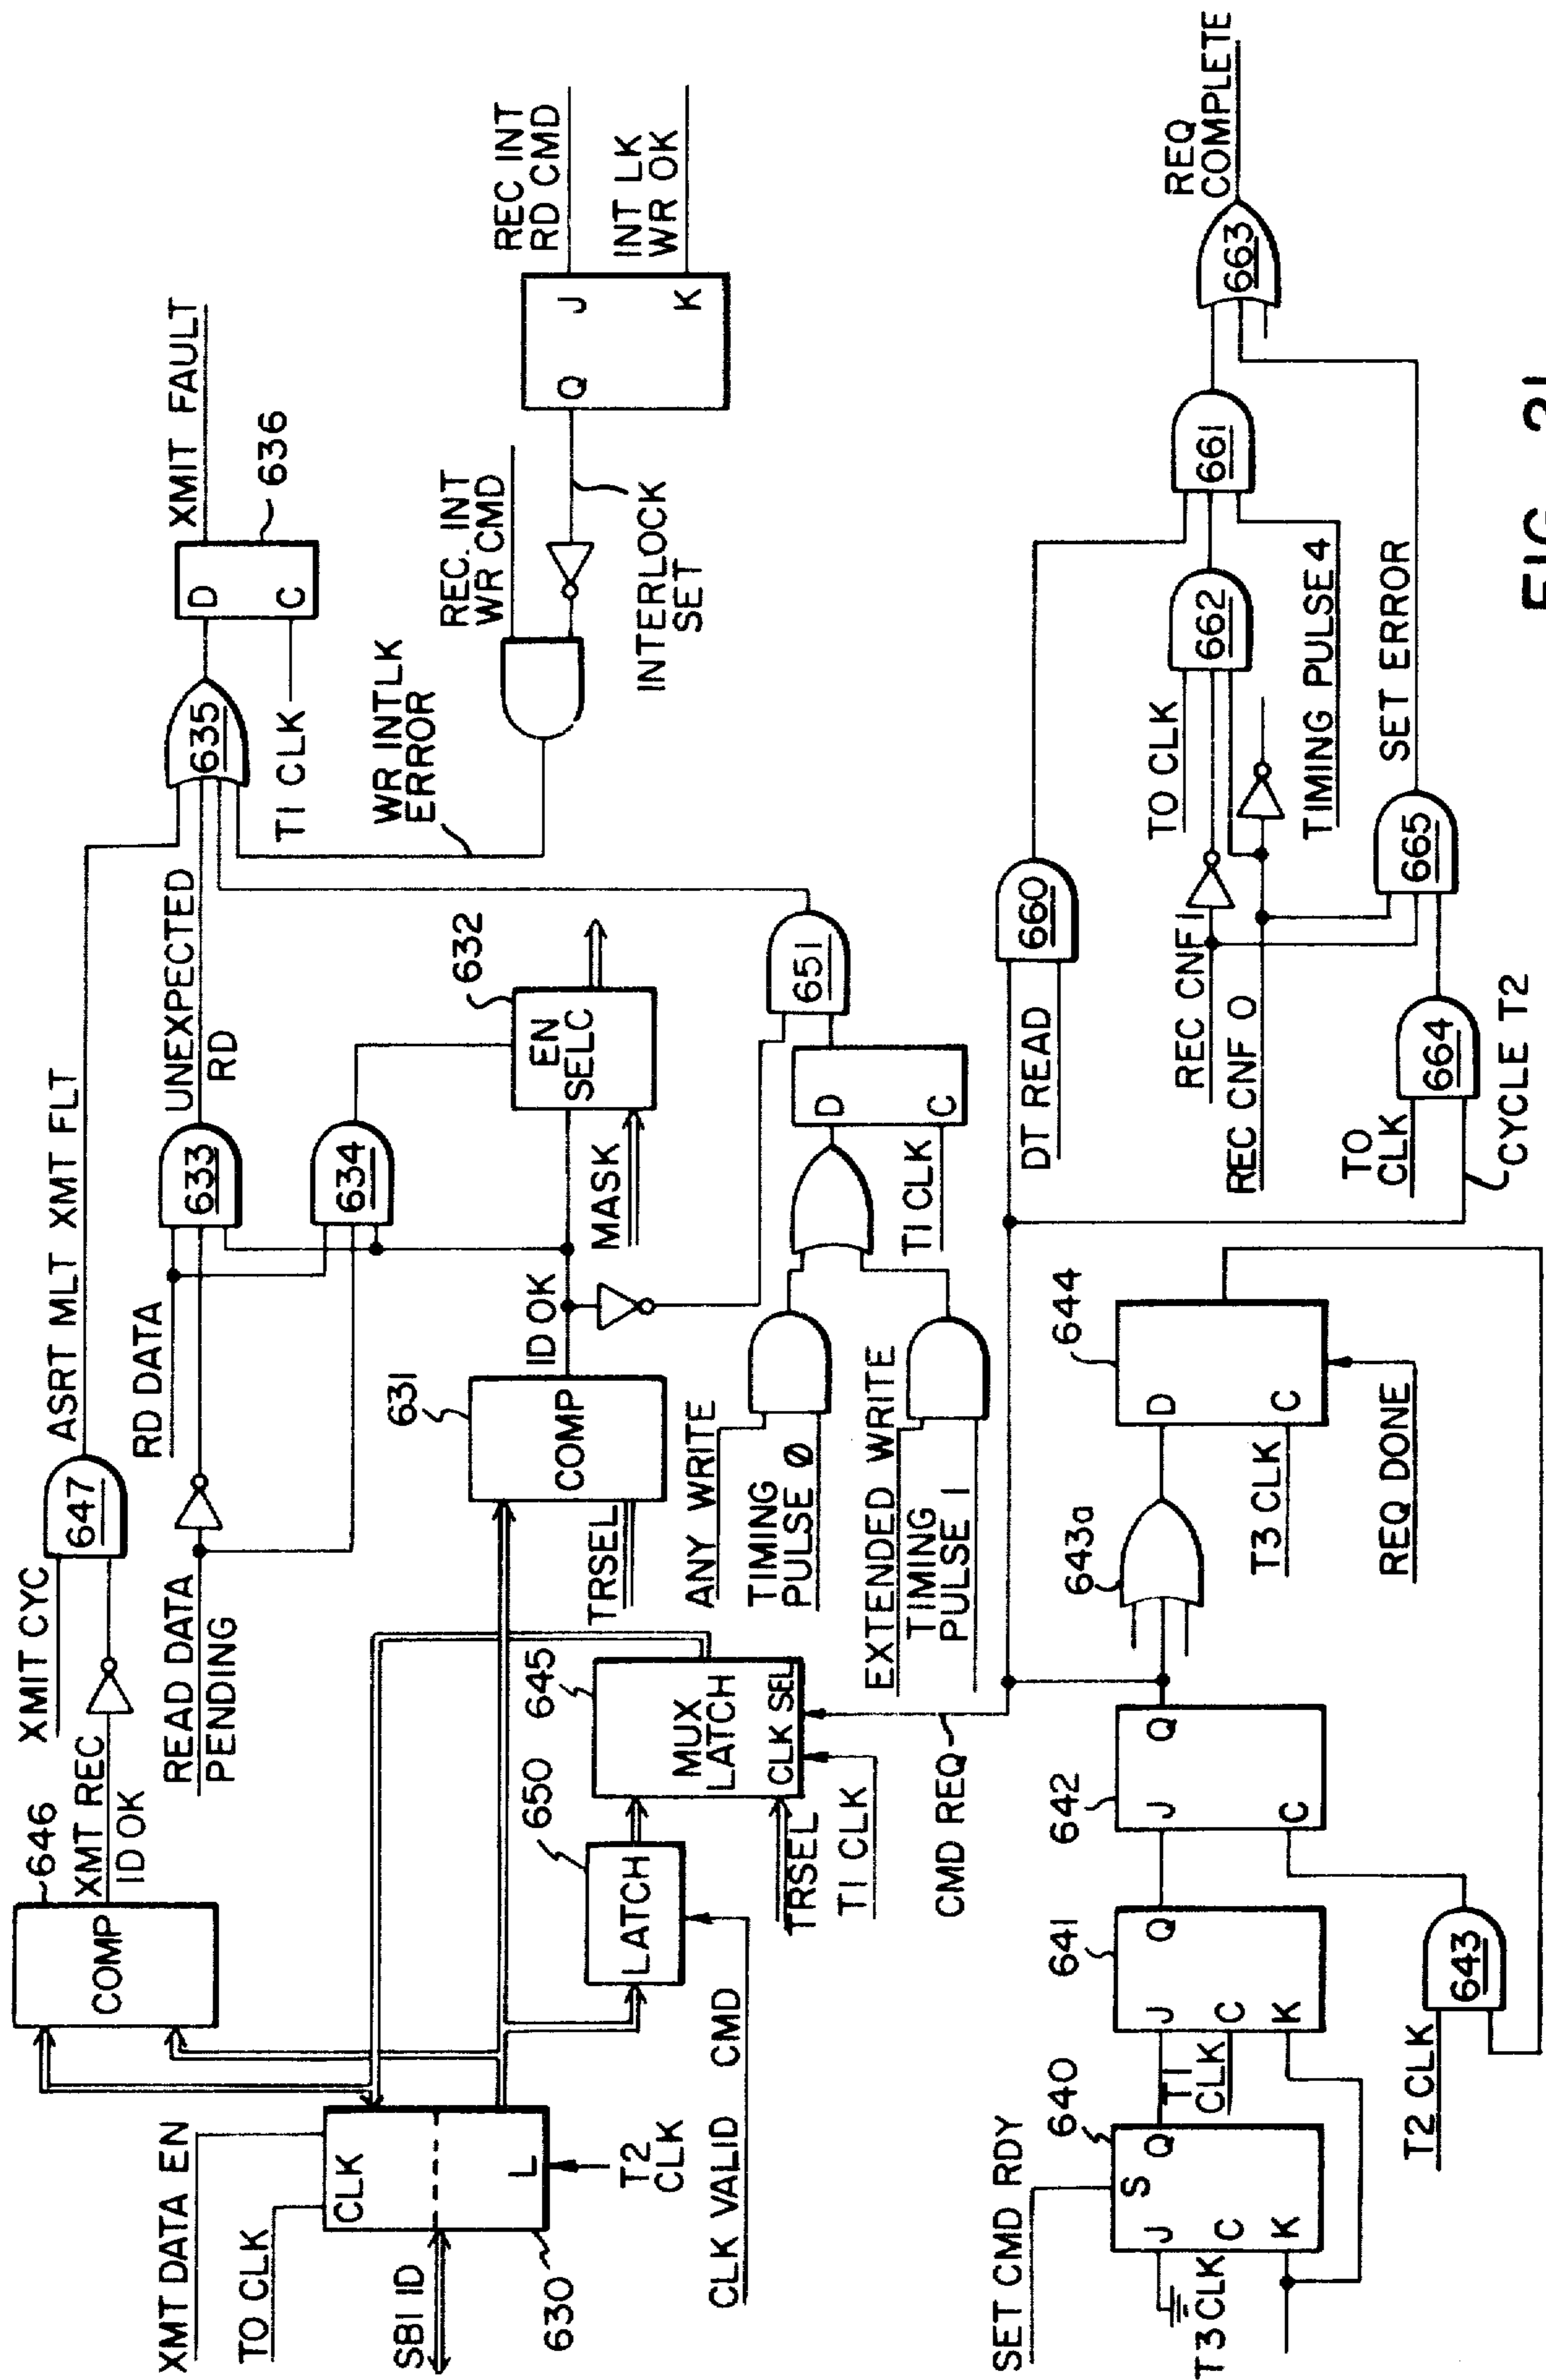 XMT DATA EN
TO CLK
SBI ID
630
CLK
L
T2
CLK
CLK VALID CMD
646
COMP
XMT REC
ID OK
XMIT CYC
647
ASRT MLT XMT FLT
READ DATA
PENDING
RD DATA
633
634
UNEXPECTED
RD
635
D
C
636
XMIT FAULT
TI CLK
WR INTLK
ERROR
REC. INT
WR CMD
INTERLOCK
SET
Q
J
K
REC INT
RD CMD
INT LK
WR OK
650
LATCH
645
MUX
LATCH
CLK SEL
TRSEL
TI CLK
CMD REQ
631
COMP
TRSEL
ID OK
MASK
632
EN
SELC
ANY WRITE
TIMING
PULSE Ø
EXTENDED WRITE
TIMING
PULSE 1
TI CLK
D
C
651
SET CMD RDY
640
S
J
Q
C
K
T3 CLK
641
J
Q
C
K
T1
CLK
642
J
Q
C
T2 CLK
643
643a
644
D
C
T3 CLK
REQ DONE
DT READ
660
REC CNF 1
REC CNF 0
TO CLK
662
TIMING PULSE 4
661
TO
CLK
664
CYCLE T2
665
SET ERROR
663
REQ
COMPLETE